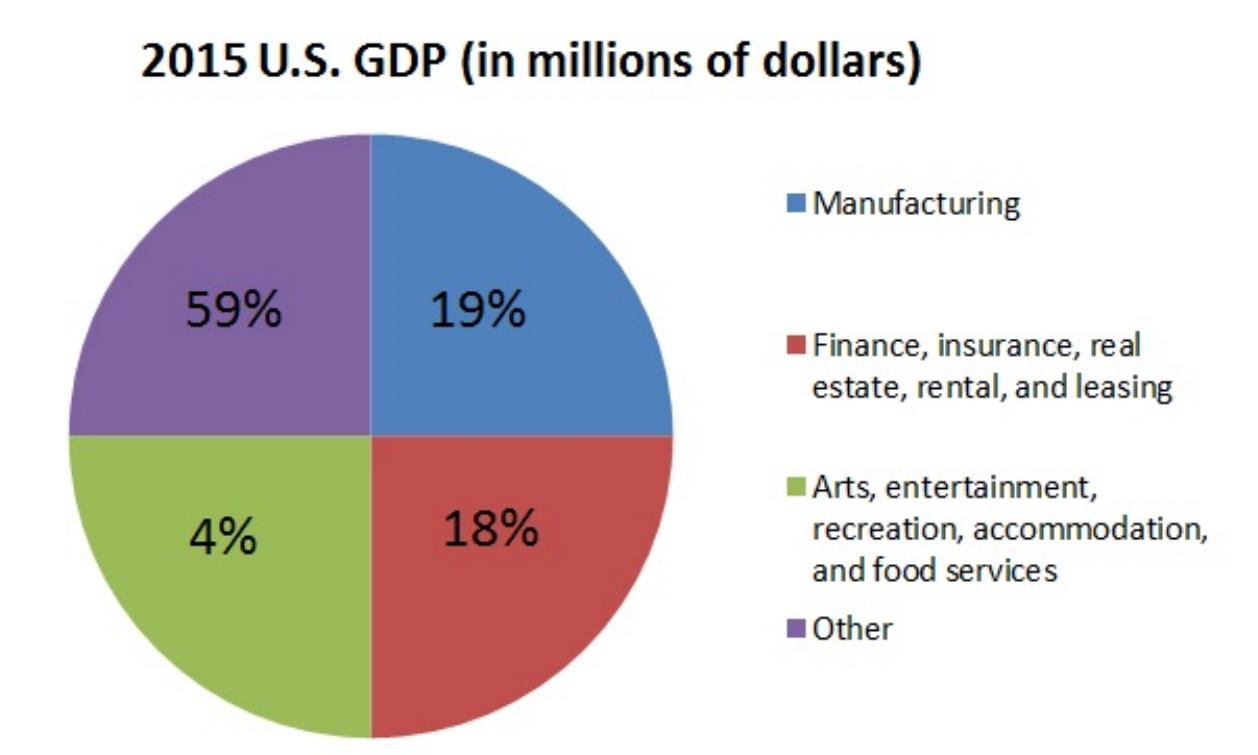 2015 U.S. GDP (in millions of dollars)
59%
19%
4%
18%
Manufacturing
Finance, insurance, real
estate, rental, and leasing
Arts, entertainment,
recreation, accommodation,
and food services
Other